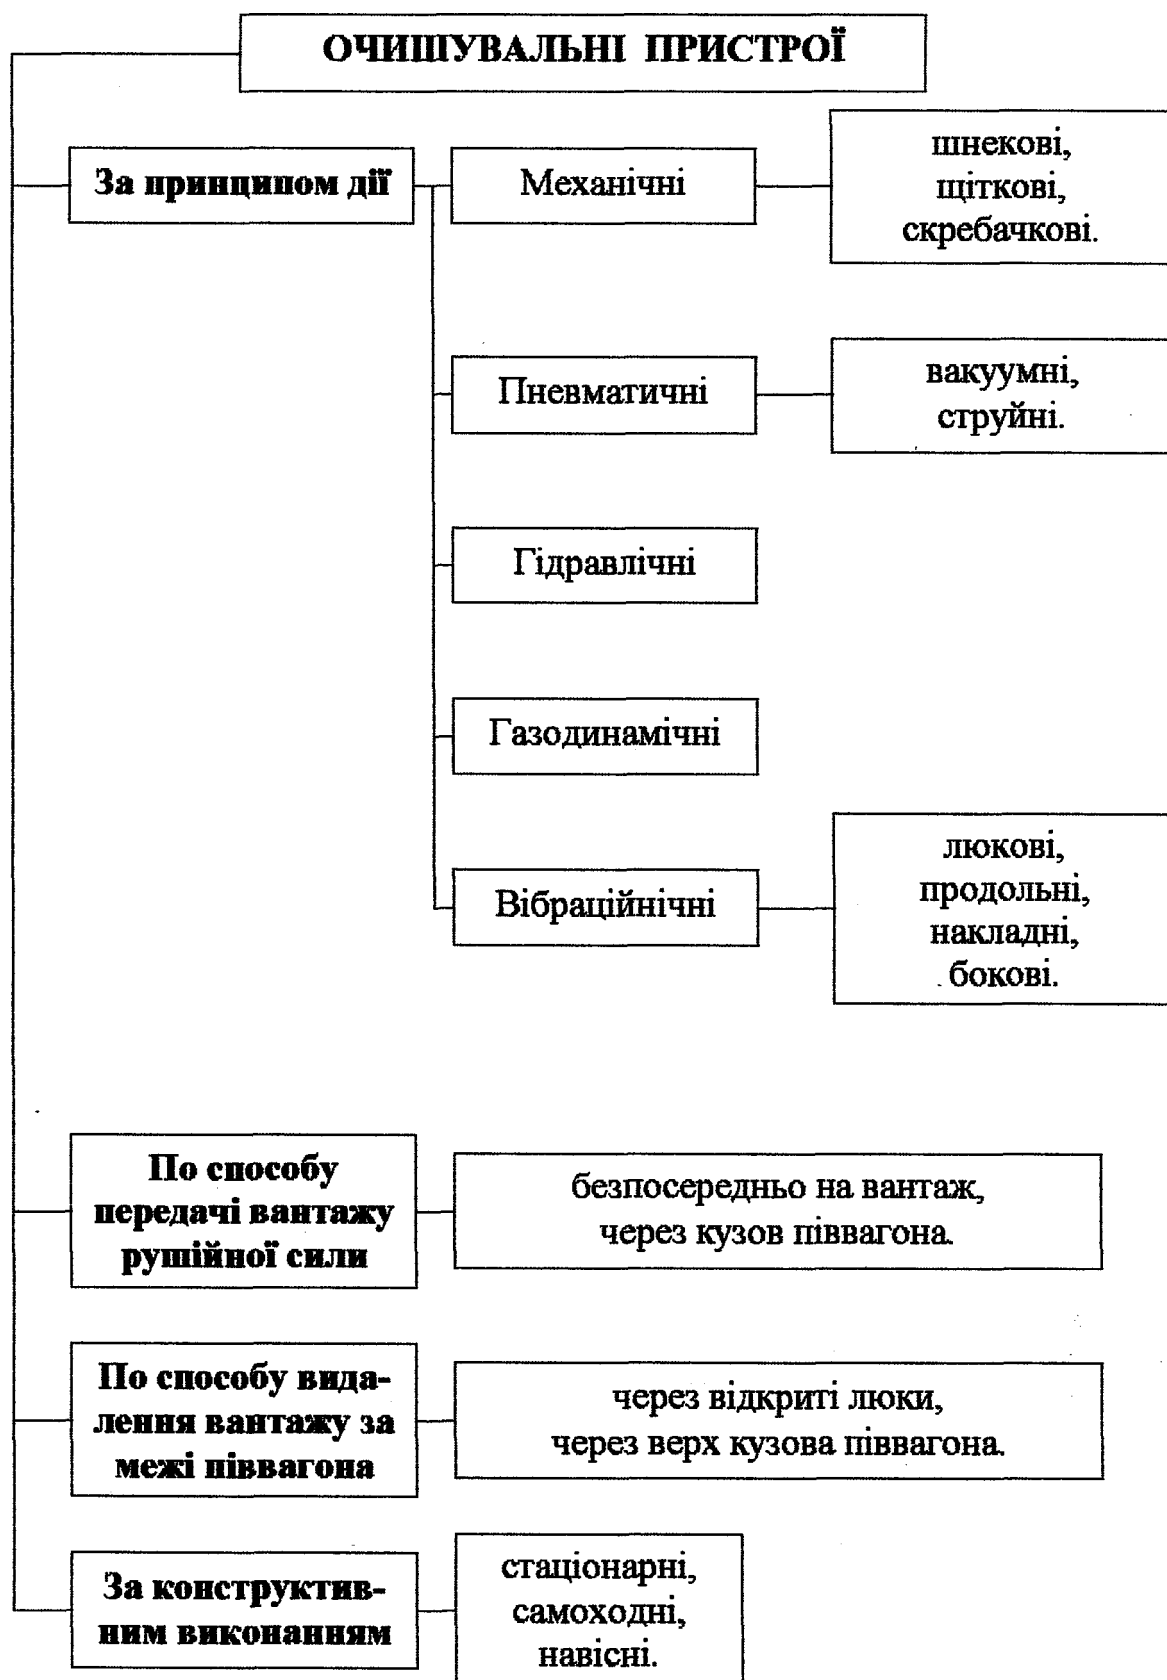 ОЧИШУВАЛЬНІ ПРИСТРОЇ
За принципом дії
Механічні
шнекові,
щіткові,
скребачкові.
Пневматичні
вакуумні,
струйні.
Гідравлічні
Газодинамічні
Вібраційнічні
люкові,
продольні,
накладні,
бокові.
По способу
передачі вантажу
рушійної сили
безпосередньо на вантаж,
через кузов піввагона.
По способу вида-
лення вантажу за
межі піввагона
через відкриті люки,
через верх кузова піввагона.
За конструктив-
ним виконанням
стаціонарні,
самоходні,
навісні.